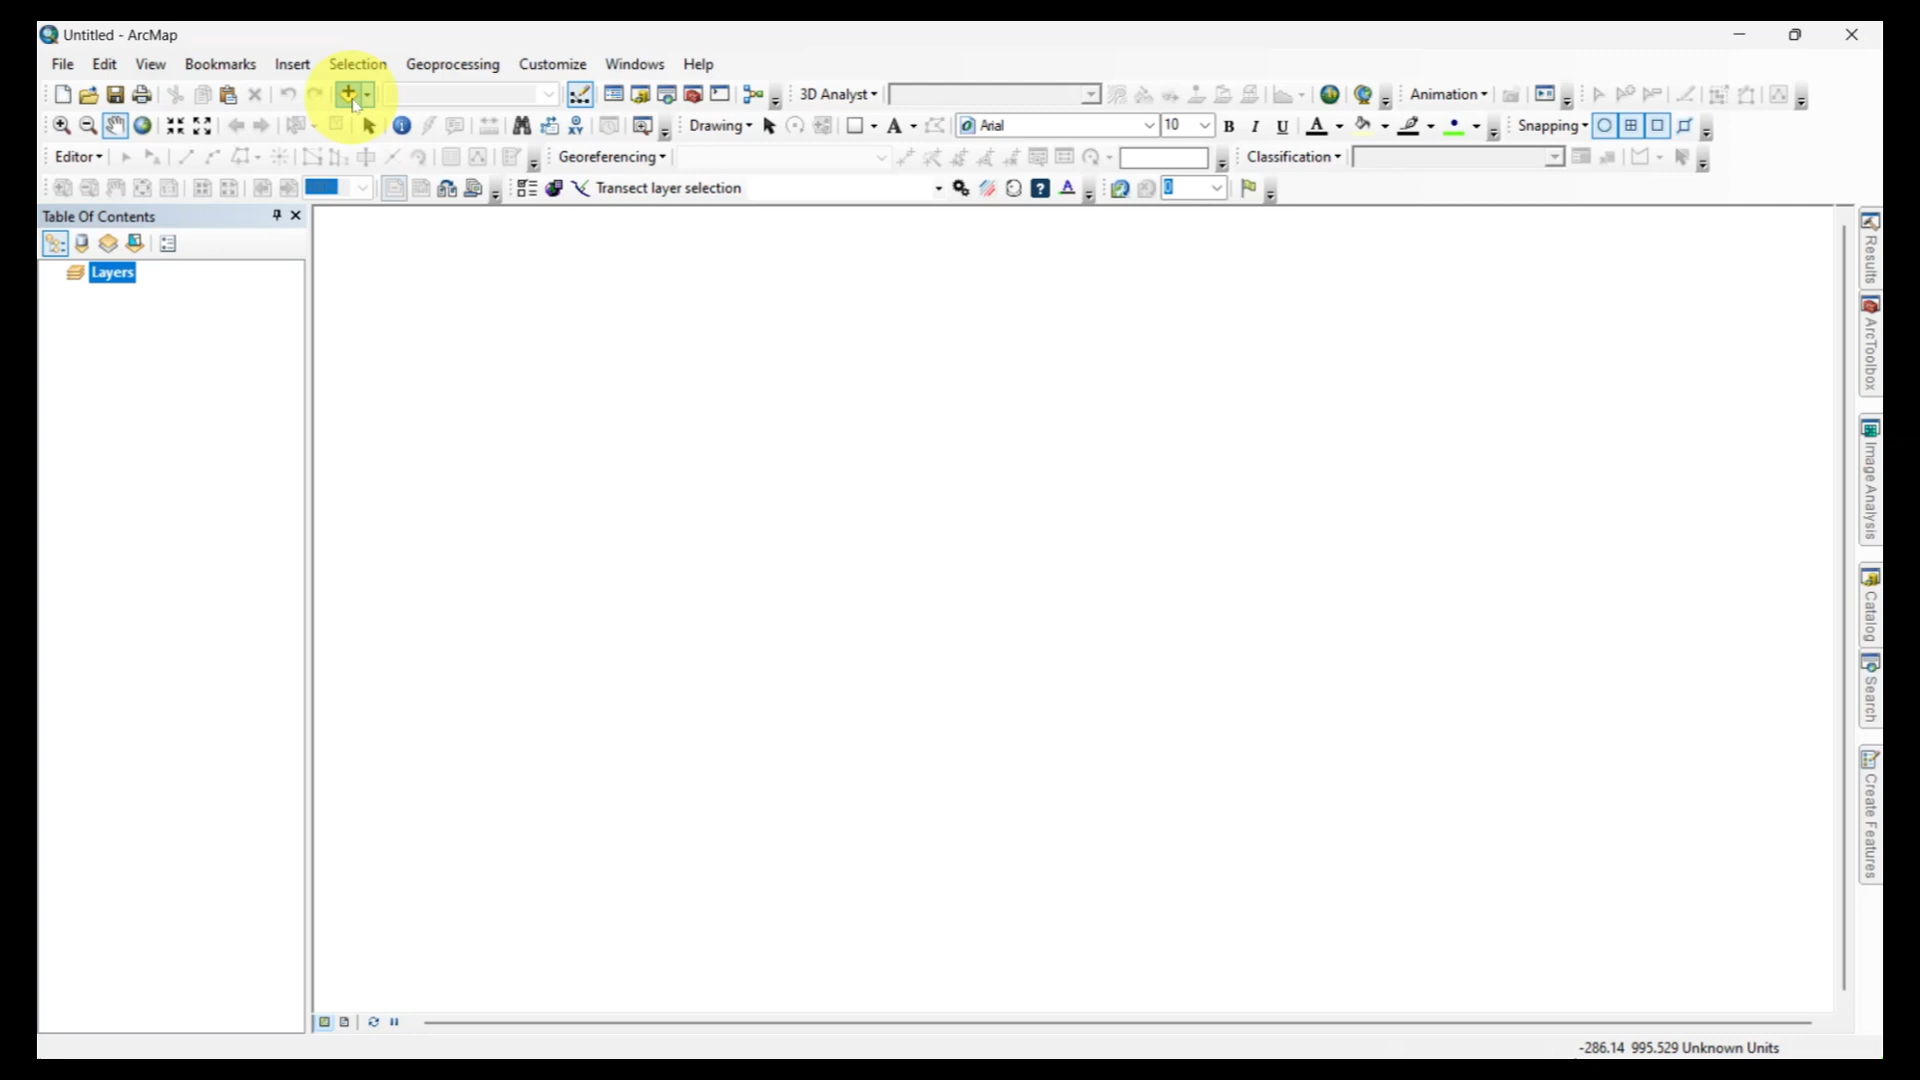 Untitled - ArcMap
File Edit View Bookmarks Insert Selection Geoprocessing Customize Windows Help
3D Analyst Animation
Drawing Arial 10 B I U A Snapping
Editor Georeferencing Classification
Transect layer selection 0
Table Of Contents
Layers
Results
ArcToolbox
Image Analysis
Catalog
Search
Create Features
-286.14 995.529 Unknown Units